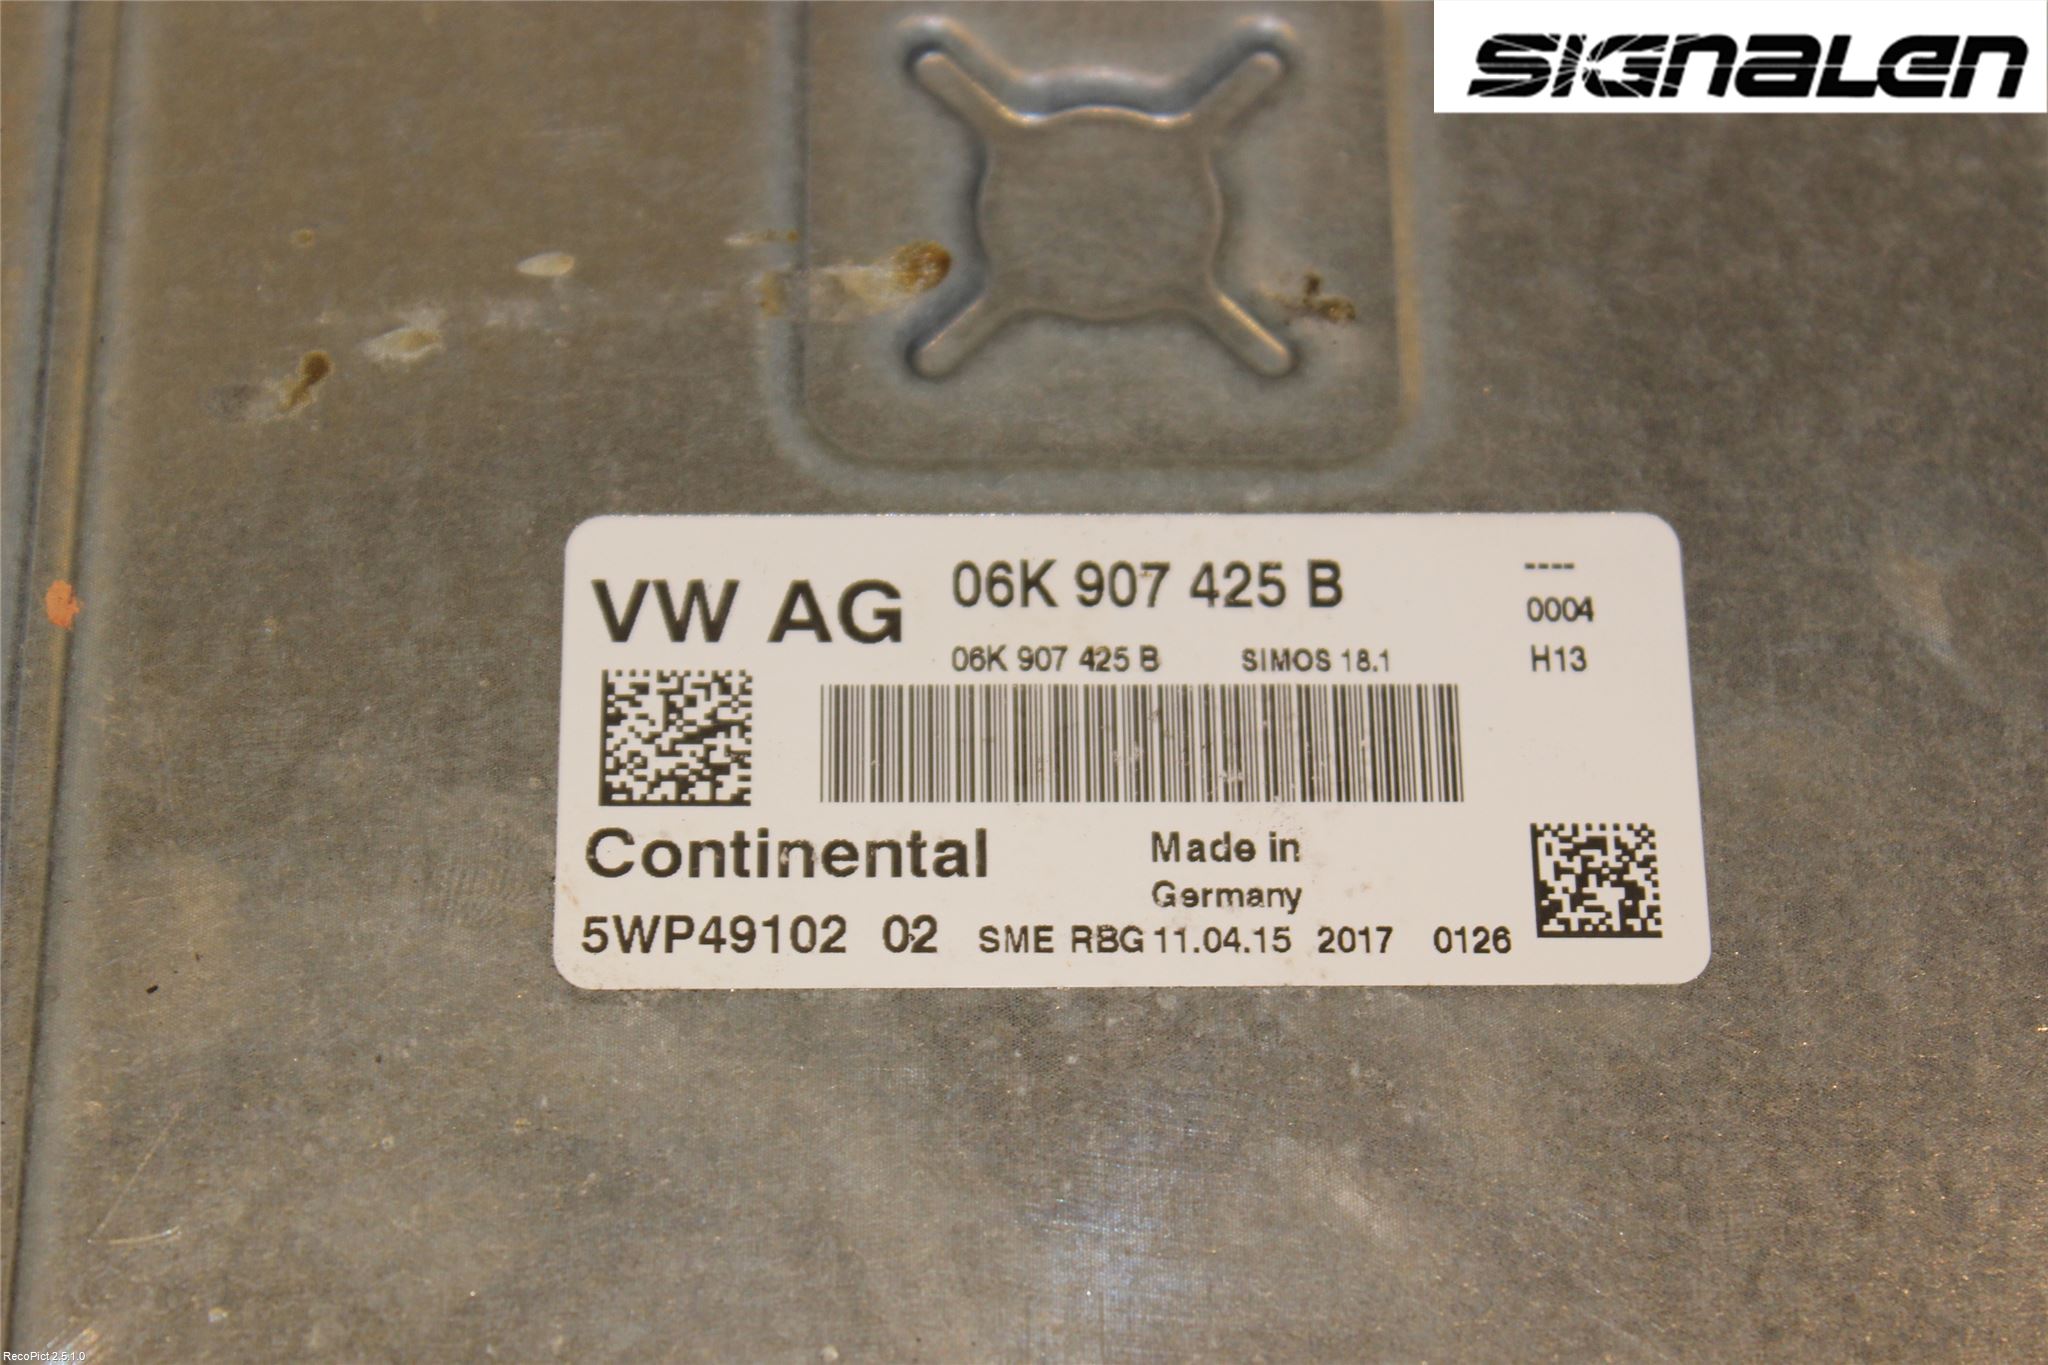 SIGNALEN
VW AG 06K 907 425 B ----
0004
06K 907 425 B SIMOS 18.1 H13
Continental Made in
Germany
5WP49102 02 SME RBG 11.04.15 2017 0126
RecoPict 2.5.1.0